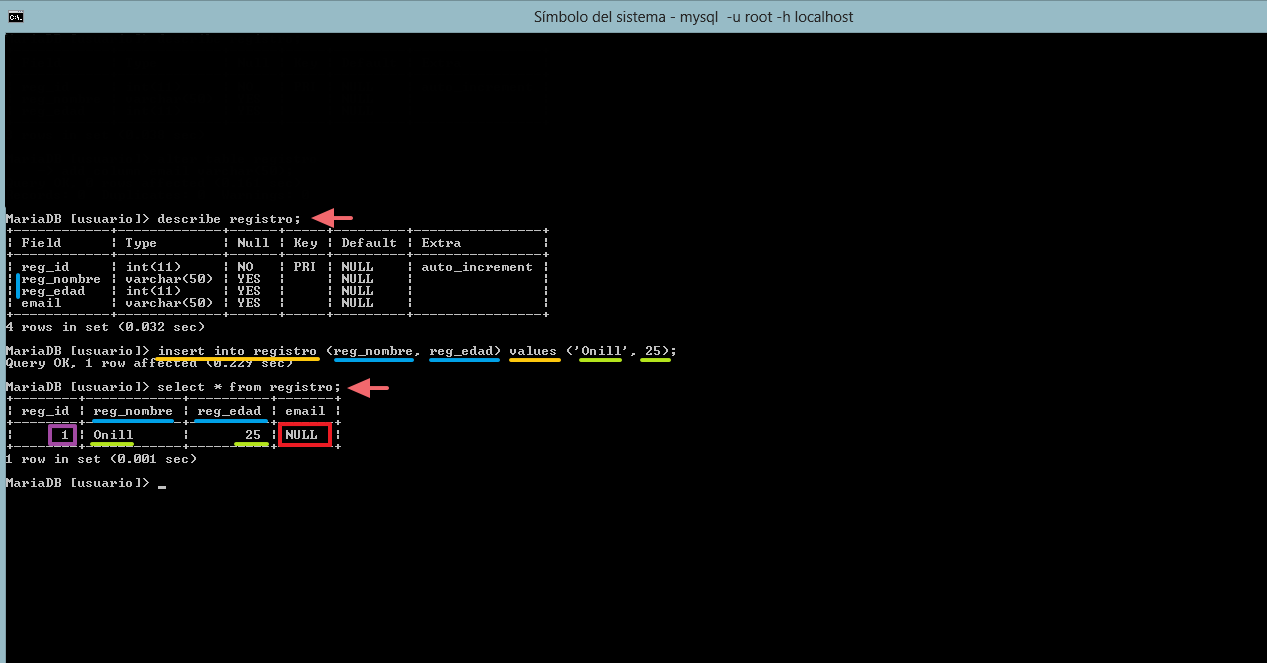 Símbolo del sistema - mysql -u root -h localhost
MariaDB [usuario]> describe registro;
+------------+-------------+------+-----+---------+----------------+
| Field | Type | Null | Key | Default | Extra |
+------------+-------------+------+-----+---------+----------------+
| reg_id | int(11) | NO | PRI | NULL | auto_increment |
| reg_nombre | varchar(50) | YES | | NULL | |
| reg_edad | int(11) | YES | | NULL | |
| email | varchar(50) | YES | | NULL | |
+------------+-------------+------+-----+---------+----------------+
4 rows in set (0.032 sec)
MariaDB [usuario]> insert into registro (reg_nombre, reg_edad) values ('Onill', 25);
Query OK, 1 row affected (0.229 sec)
MariaDB [usuario]> select * from registro;
+--------+------------+----------+-------+
| reg_id | reg_nombre | reg_edad | email |
+--------+------------+----------+-------+
| 1 | Onill | 25 | NULL |
+--------+------------+----------+-------+
1 row in set (0.001 sec)
MariaDB [usuario]> _